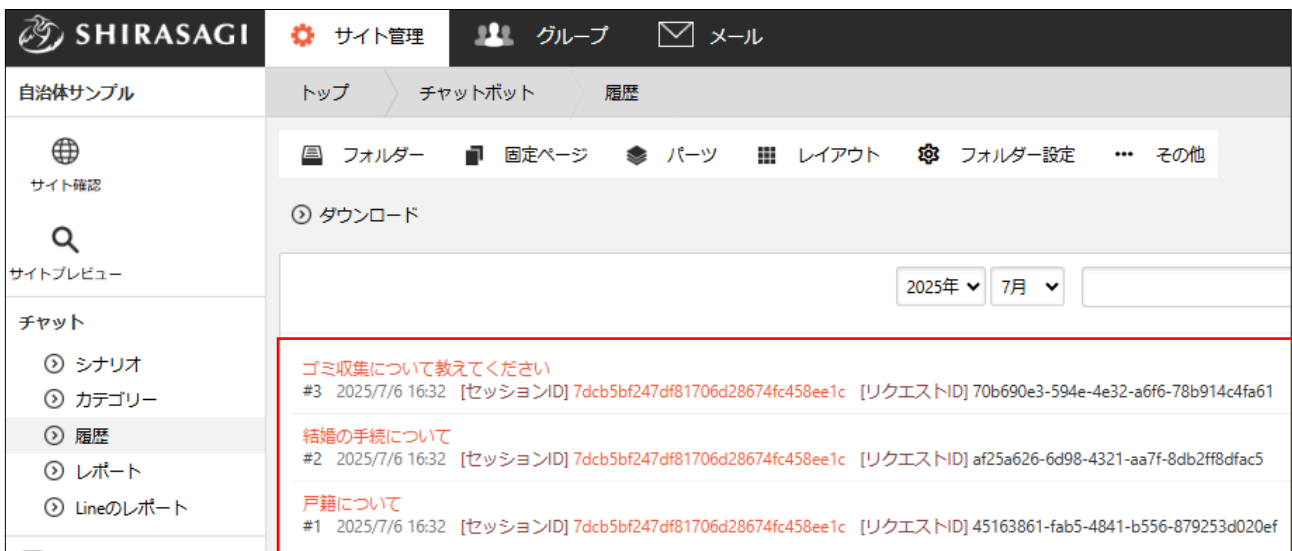 SHIRASAGI
サイト管理
グループ
メール
自治体サンプル
トップ
チャットボット
履歴
サイト確認
フォルダー
固定ページ
パーツ
レイアウト
フォルダー設定
その他
ダウンロード
サイトプレビュー
2025年
7月
チャット
シナリオ
カテゴリー
履歴
レポート
Lineのレポート
ゴミ収集について教えてください
#3 2025/7/6 16:32 [セッションID] 7dcb5bf247df81706d28674fc458ee1c [リクエストID] 70b690e3-594e-4e32-a6f6-78b914c4fa61
結婚の手続について
#2 2025/7/6 16:32 [セッションID] 7dcb5bf247df81706d28674fc458ee1c [リクエストID] af25a626-6d98-4321-aa7f-8db2ff8dfac5
戸籍について
#1 2025/7/6 16:32 [セッションID] 7dcb5bf247df81706d28674fc458ee1c [リクエストID] 45163861-fab5-4841-b556-879253d020ef